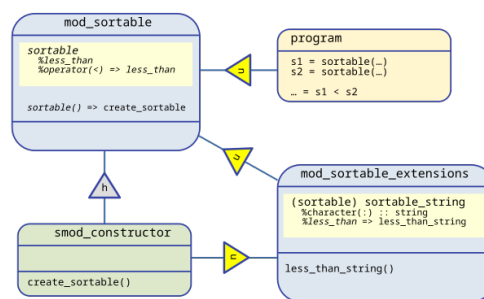 mod_sortable
sortable
%less_than
%operator(<) => less_than
sortable() => create_sortable
program
s1 = sortable(…)
s2 = sortable(…)
… = s1 < s2
u
u
h
mod_sortable_extensions
(sortable) sortable_string
%character(:) :: string
%less_than => less_than_string
less_than_string()
smod_constructor
create_sortable()
u